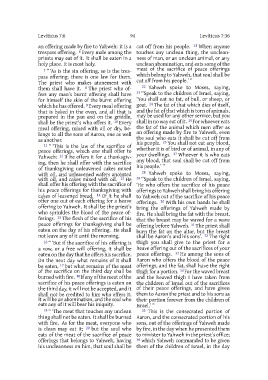 Leviticus 7:6
94
Leviticus 7:36
an offering made by fire to Yahweh: it is a
trespass offering. 6 Every male among the
priests may eat of it. It shall be eaten in a
holy place. It is most holy.
7 "'As is the sin offering, so is the tres-
pass offering; there is one law for them.
The priest who makes atonement with
them shall have it. 8 The priest who of-
fers any man's burnt offering shall have
for himself the skin of the burnt offering
which he has offered. 9 Every meal offering
that is baked in the oven, and all that is
prepared in the pan and on the griddle,
shall be the priest's who offers it. 10 Every
meal offering, mixed with oil or dry, be-
longs to all the sons of Aaron, one as well
as another.
11 "'This is the law of the sacrifice of
peace offerings, which one shall offer to
Yahweh: 12 If he offers it for a thanksgiv-
ing, then he shall offer with the sacrifice
of thanksgiving unleavened cakes mixed
with oil, and unleavened wafers anointed
with oil, and cakes mixed with oil. 13 He
shall offer his offering with the sacrifice of
his peace offerings for thanksgiving with
cakes of leavened bread. 14 Of it he shall
offer one out of each offering for a heave
offering to Yahweh. It shall be the priest's
who sprinkles the blood of the peace of-
ferings. 15 The flesh of the sacrifice of his
peace offerings for thanksgiving shall be
eaten on the day of his offering. He shall
not leave any of it until the morning.
16 "'But if the sacrifice of his offering is
a vow, or a free will offering, it shall be
eaten on the day that he offers his sacrifice.
On the next day what remains of it shall
be eaten, 17 but what remains of the meat
of the sacrifice on the third day shall be
burned with fire. 18 If any of the meat of the
sacrifice of his peace offerings is eaten on
the third day, it will not be accepted, and it
shall not be credited to him who offers it.
It will be an abomination, and the soul who
eats any of it will bear his iniquity.
19 "'The meat that touches any unclean
thing shall not be eaten. It shall be burned
with fire. As for the meat, everyone who
is clean may eat it; 20 but the soul who
eats of the meat of the sacrifice of peace
offerings that belongs to Yahweh, having
his uncleanness on him, that soul shall be
cut off from his people. 21 When anyone
touches any unclean thing, the unclean-
ness of man, or an unclean animal, or any
unclean abomination, and eats some of the
meat of the sacrifice of peace offerings
which belong to Yahweh, that soul shall be
cut off from his people.'"
22 Yahweh spoke to Moses, saying,
23 "Speak to the children of Israel, saying,
'You shall eat no fat, of bull, or sheep, or
goat. 24 The fat of that which dies of itself,
and the fat of that which is torn of animals,
may be used for any other service, but you
shall in no way eat of it. 25 For whoever eats
the fat of the animal which men offer as
an offering made by fire to Yahweh, even
the soul who eats it shall be cut off from
his people. 26 You shall not eat any blood,
whether it is of bird or of animal, in any of
your dwellings. 27 Whoever it is who eats
any blood, that soul shall be cut off from
his people.'"
28 Yahweh spoke to Moses, saying,
29 "Speak to the children of Israel, saying,
'He who offers the sacrifice of his peace
offerings to Yahweh shall bring his offering
to Yahweh out of the sacrifice of his peace
offerings. 30 With his own hands he shall
bring the offerings of Yahweh made by
fire. He shall bring the fat with the breast,
that the breast may be waved for a wave
offering before Yahweh. 31 The priest shall
burn the fat on the altar, but the breast
shall be Aaron's and his sons'. 32 The right
thigh you shall give to the priest for a
heave offering out of the sacrifices of your
peace offerings. 33 He among the sons of
Aaron who offers the blood of the peace
offerings, and the fat, shall have the right
thigh for a portion. 34 For the waved breast
and the heaved thigh I have taken from
the children of Israel out of the sacrifices
of their peace offerings, and have given
them to Aaron the priest and to his sons as
their portion forever from the children of
Israel.'"
35 This is the consecrated portion of
Aaron, and the consecrated portion of his
sons, out of the offerings of Yahweh made
by fire, in the day when he presented them
to minister to Yahweh in the priest's office;
36 which Yahweh commanded to be given
them of the children of Israel, in the day